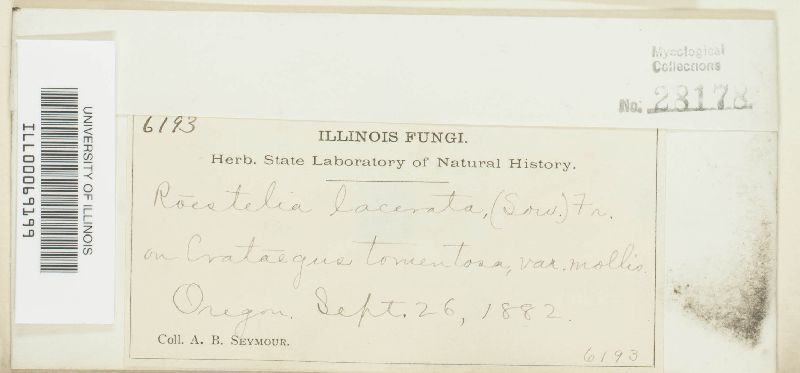 UNIVERSITY OF ILLINOIS
ILL00069199
Mycological
Collections
No. 28178
6193
ILLINOIS FUNGI.
Herb. State Laboratory of Natural History.
Roestelia lacerata, (Sow.) Fr.
on Crataegus tomentosa, var. mollis.
Oregon. Sept. 26, 1882.
Coll. A. B. SEYMOUR.
6193